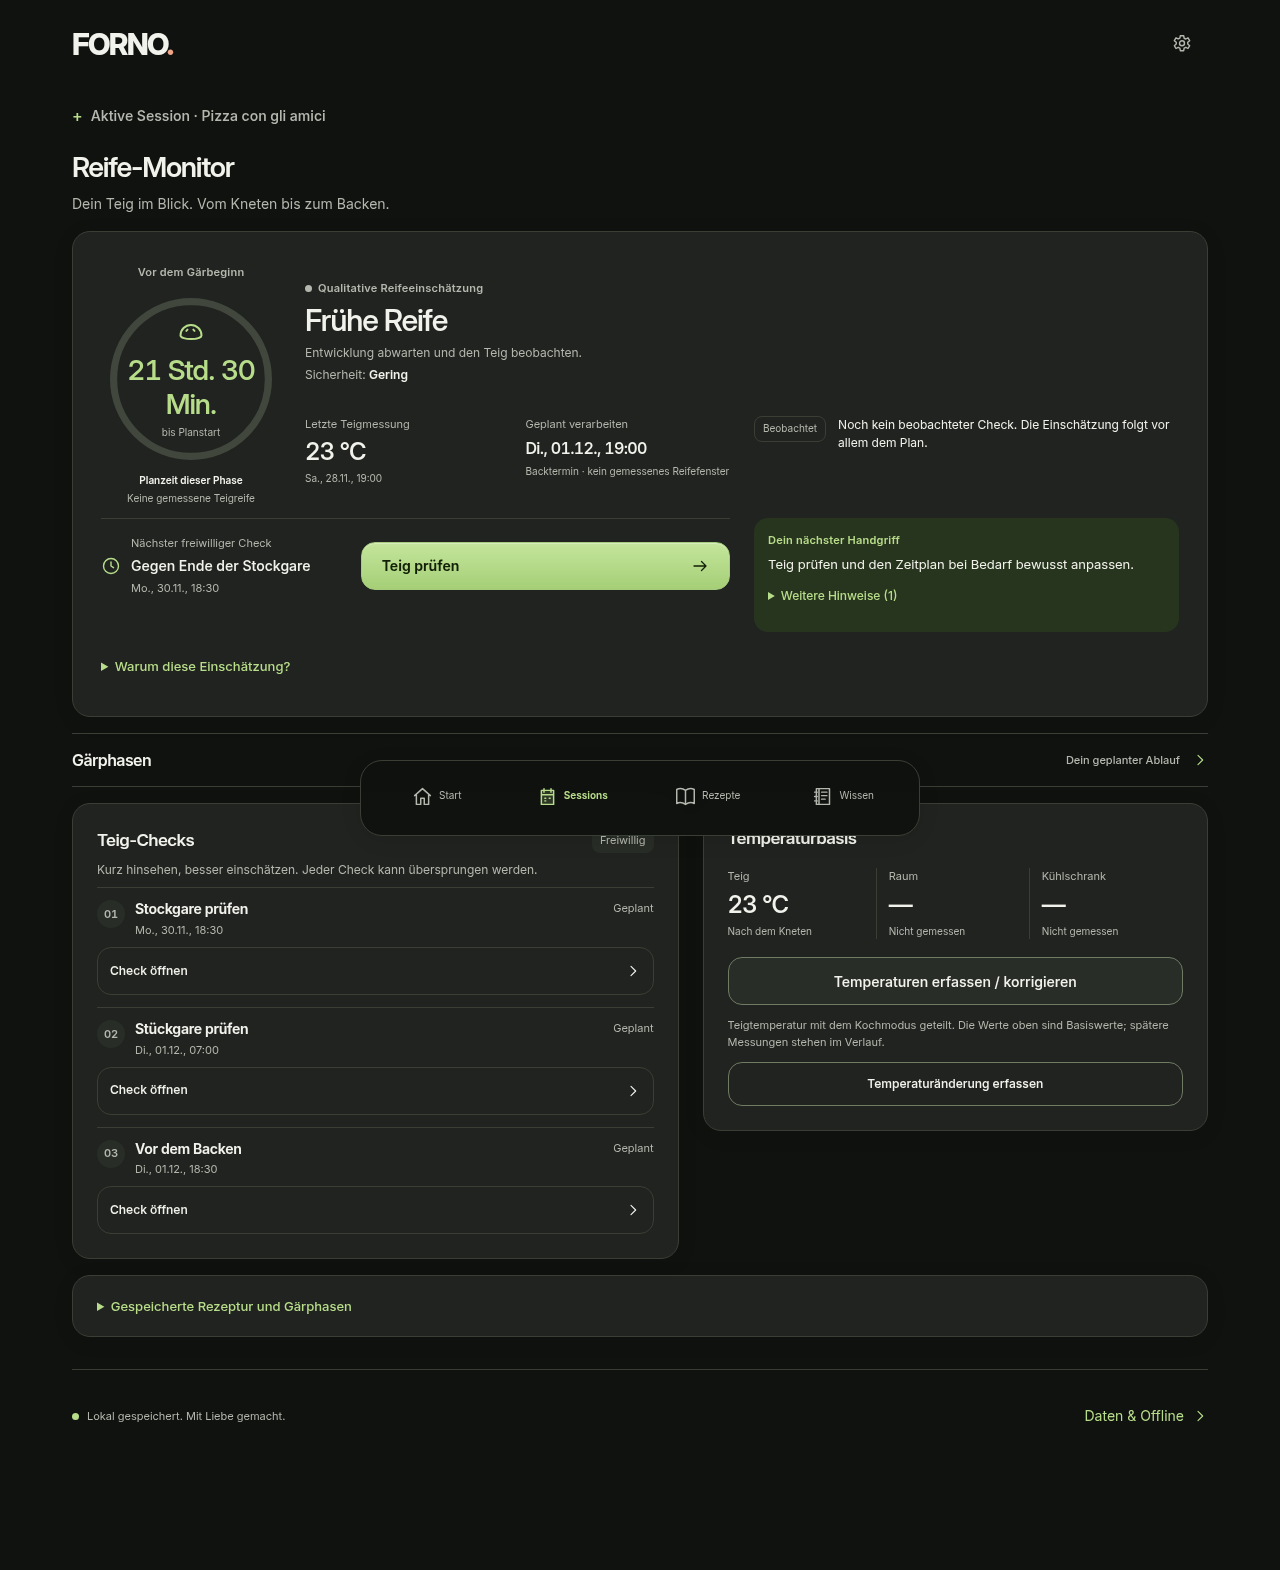 FORNO.
+ Aktive Session · Pizza con gli amici
Reife-Monitor
Dein Teig im Blick. Vom Kneten bis zum Backen.
Vor dem Gärbeginn
21 Std. 30
Min.
bis Planstart
Planzeit dieser Phase
Keine gemessene Teigreife
Qualitative Reifeeinschätzung
Frühe Reife
Entwicklung abwarten und den Teig beobachten.
Sicherheit: Gering
Letzte Teigmessung
23 °C
Sa., 28.11., 19:00
Geplant verarbeiten
Di., 01.12., 19:00
Backtermin · kein gemessenes Reifefenster
Beobachtet
Noch kein beobachteter Check. Die Einschätzung folgt vor
allem dem Plan.
Nächster freiwilliger Check
Gegen Ende der Stockgare
Mo., 30.11., 18:30
Teig prüfen
Dein nächster Handgriff
Teig prüfen und den Zeitplan bei Bedarf bewusst anpassen.
Weitere Hinweise (1)
Warum diese Einschätzung?
Gärphasen
Dein geplanter Ablauf
Start
Sessions
Rezepte
Wissen
Teig-Checks
Freiwillig
Kurz hinsehen, besser einschätzen. Jeder Check kann übersprungen werden.
01
Stockgare prüfen
Geplant
Mo., 30.11., 18:30
Check öffnen
02
Stückgare prüfen
Geplant
Di., 01.12., 07:00
Check öffnen
03
Vor dem Backen
Geplant
Di., 01.12., 18:30
Check öffnen
Temperaturbasis
Teig
23 °C
Nach dem Kneten
Raum
—
Nicht gemessen
Kühlschrank
—
Nicht gemessen
Temperaturen erfassen / korrigieren
Teigtemperatur mit dem Kochmodus geteilt. Die Werte oben sind Basiswerte; spätere
Messungen stehen im Verlauf.
Temperaturänderung erfassen
Gespeicherte Rezeptur und Gärphasen
Lokal gespeichert. Mit Liebe gemacht.
Daten & Offline